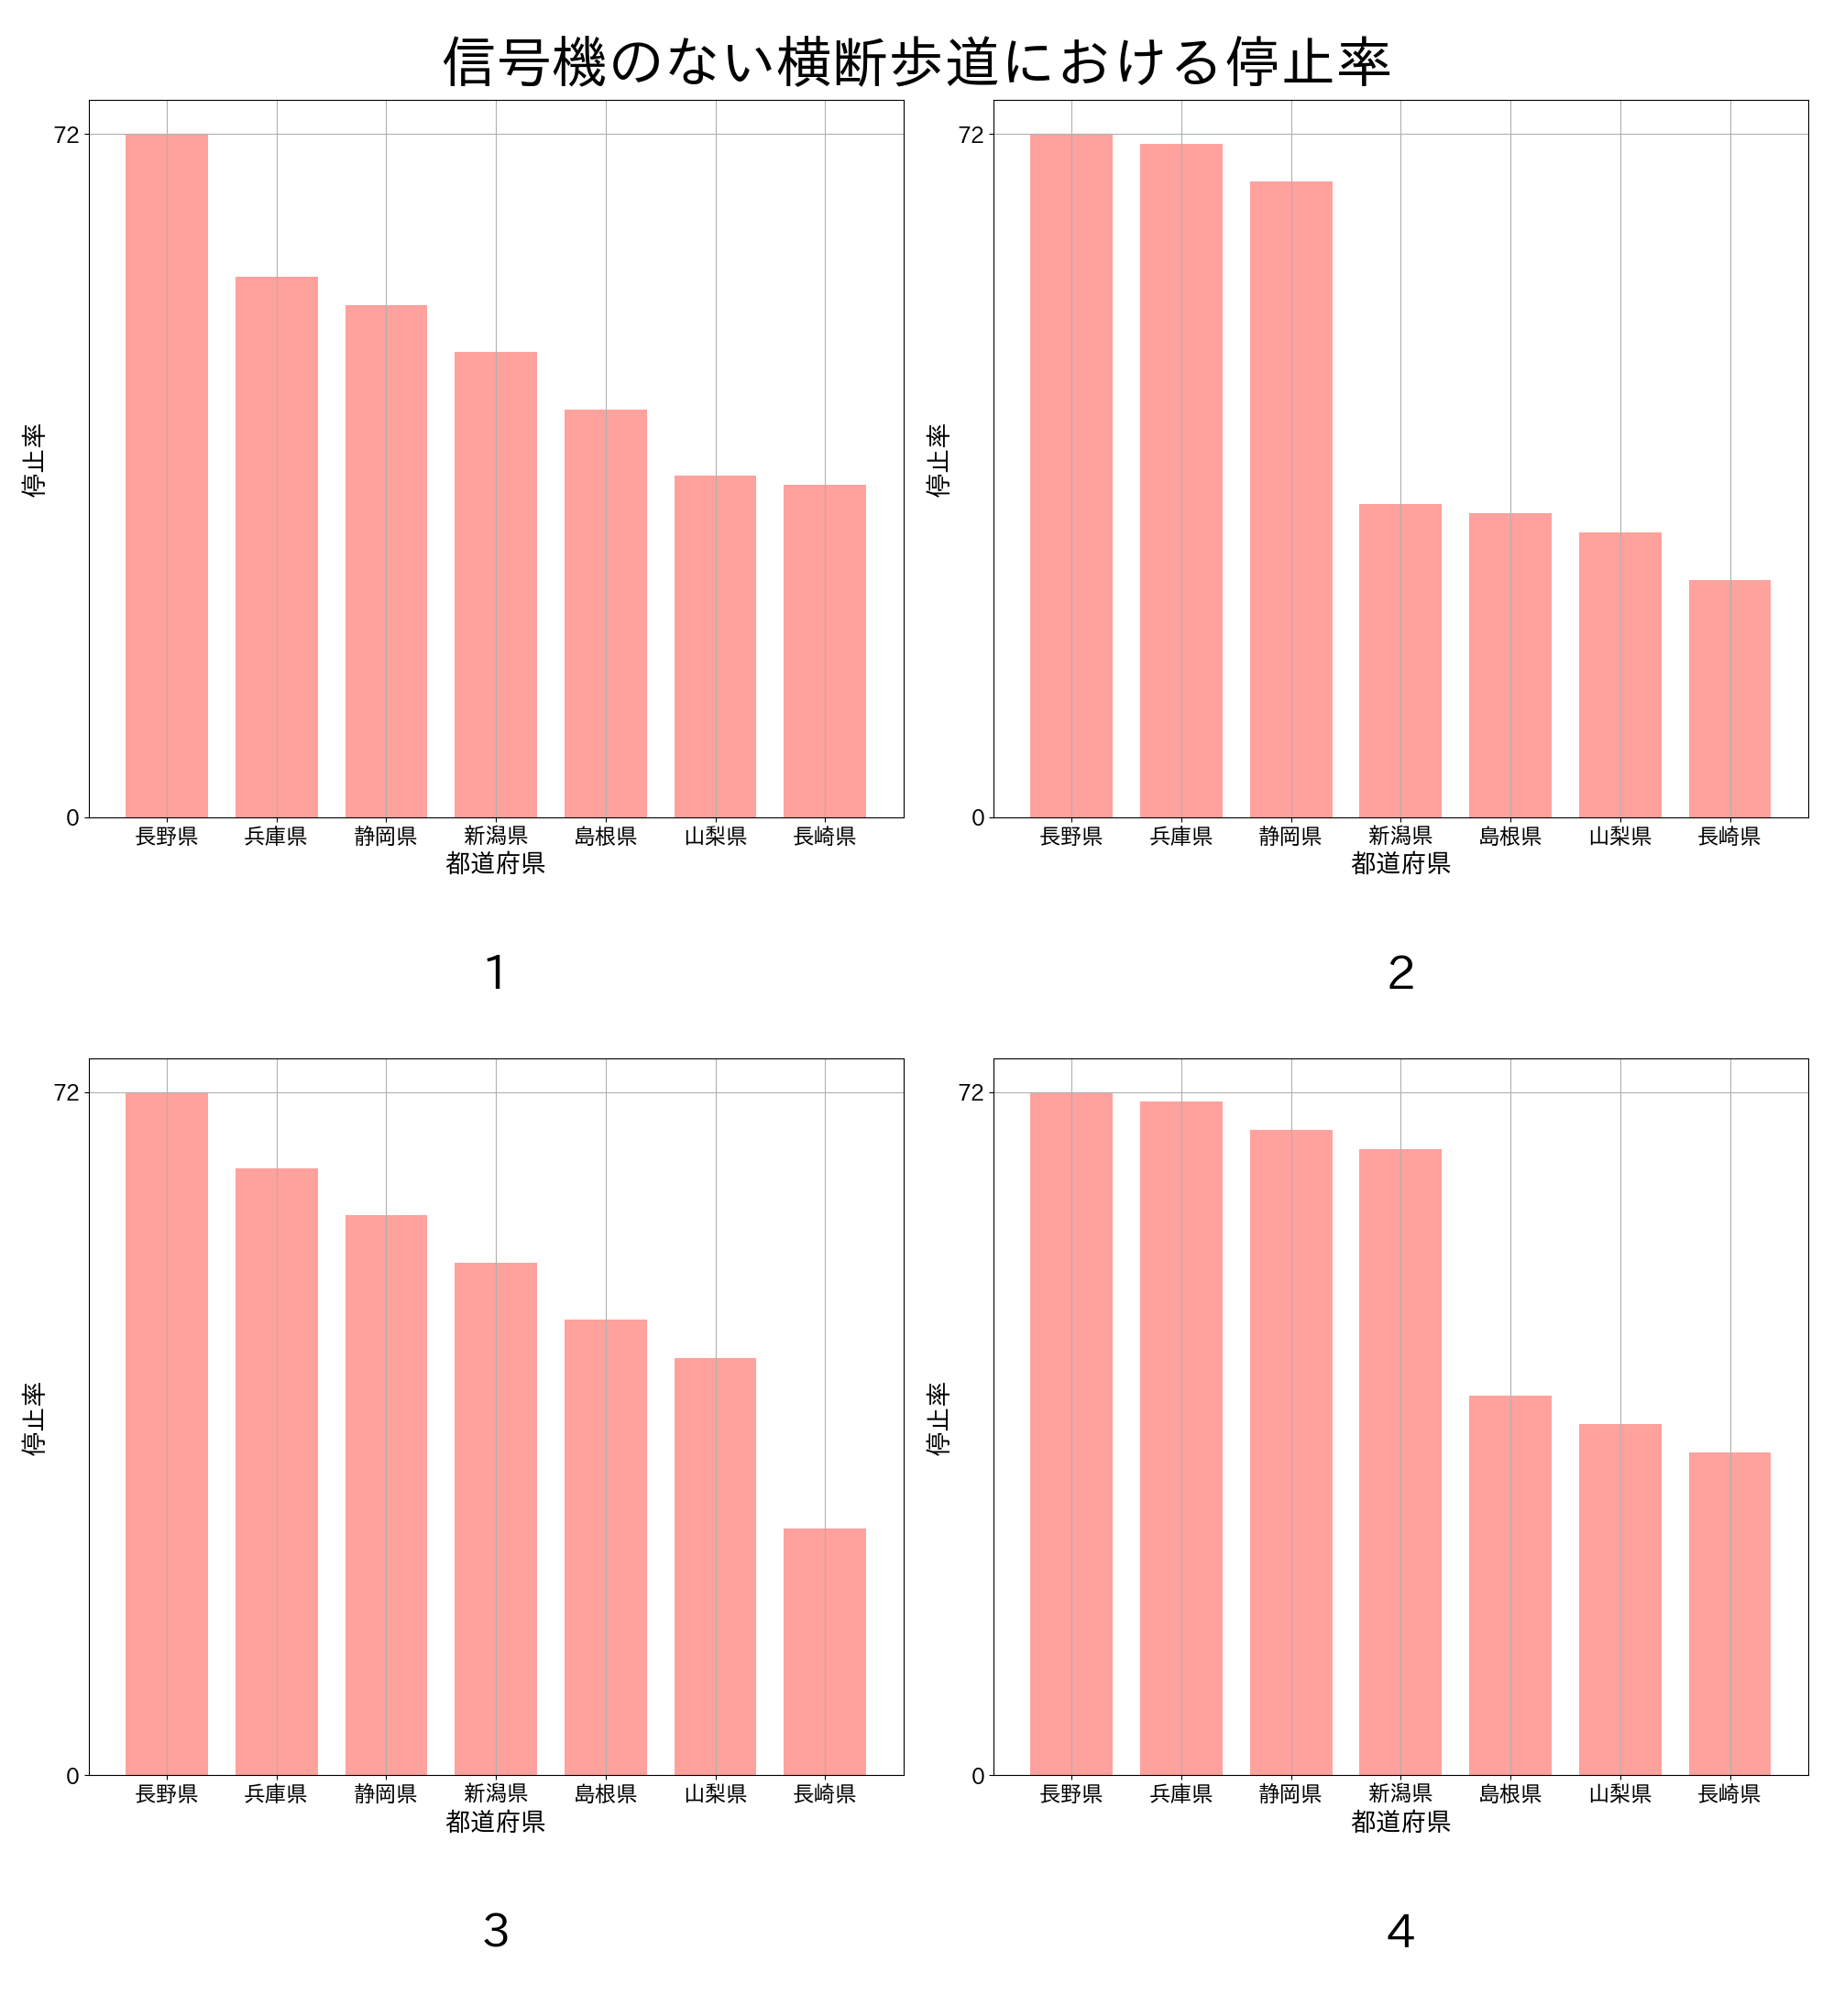 信号機のない横断歩道における停止率
72
停止率
0
長野県 兵庫県 静岡県 新潟県 島根県 山梨県 長崎県
都道府県
1
72
停止率
0
長野県 兵庫県 静岡県 新潟県 島根県 山梨県 長崎県
都道府県
2
72
停止率
0
長野県 兵庫県 静岡県 新潟県 島根県 山梨県 長崎県
都道府県
3
72
停止率
0
長野県 兵庫県 静岡県 新潟県 島根県 山梨県 長崎県
都道府県
4